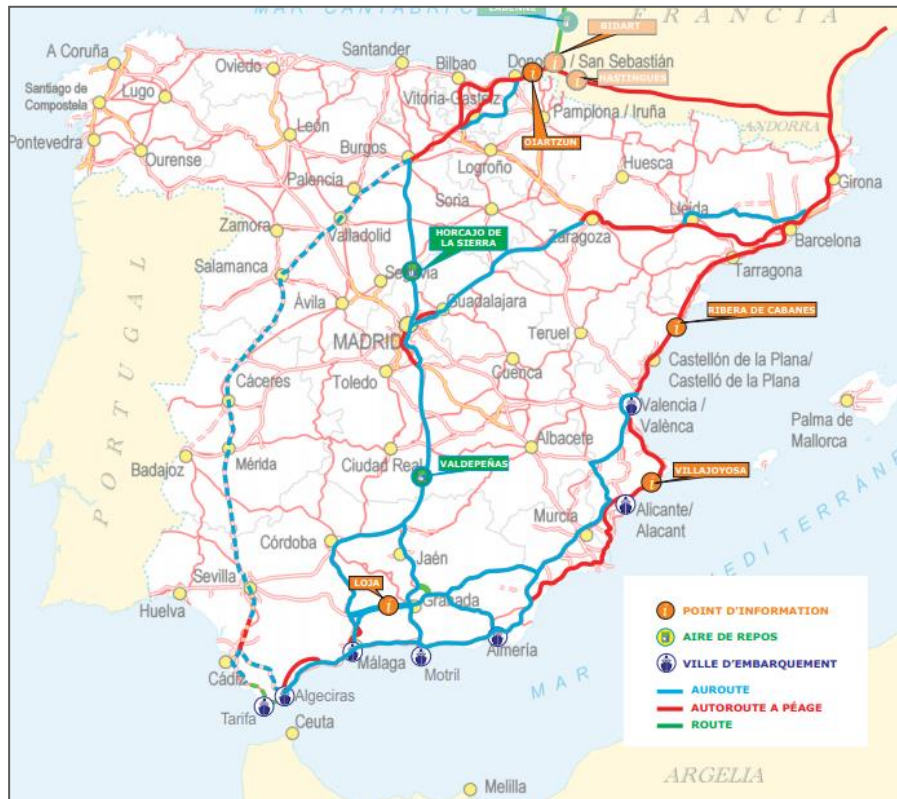 MAR CANTÁBRICO
LABENNE
FRANCIA
BIDART
A Coruña
Santander
Oviedo
Bilbao
Donostia / San Sebastián
HASTINGUES
Lugo
Vitoria-Gasteiz
Santiago de
Compostela
Pamplona / Iruña
ANDORRA
León
OIARTZUN
Pontevedra
Ourense
Burgos
Logroño
Huesca
Palencia
Girona
Soria
Lleida
Zamora
Valladolid
HORCAJO DE
LA SIERRA
Zaragoza
Barcelona
Salamanca
Segovia
Tarragona
Ávila
Guadalajara
RIBERA DE CABANES
MADRID
Teruel
PORTUGAL
Toledo
Cuenca
Castellón de la Plana/
Castelló de la Plana
Cáceres
Valencia /
Valènca
Palma de
Mallorca
Mérida
Albacete
Badajoz
Ciudad Real
VALDEPEÑAS
VILLAJOYOSA
Alicante/
Alacant
Murcia
MEDITERRÁNE
Córdoba
Jaén
Sevilla
LOJA
Huelva
Granada
POINT D'INFORMATION
AIRE DE REPOS
Almería
Málaga
Motril
VILLE D'EMBARQUEMENT
MAR
Cádiz
Algeciras
AUROUTE
Tarifa
AUTOROUTE A PÉAGE
Ceuta
ROUTE
ARGELIA
Melilla